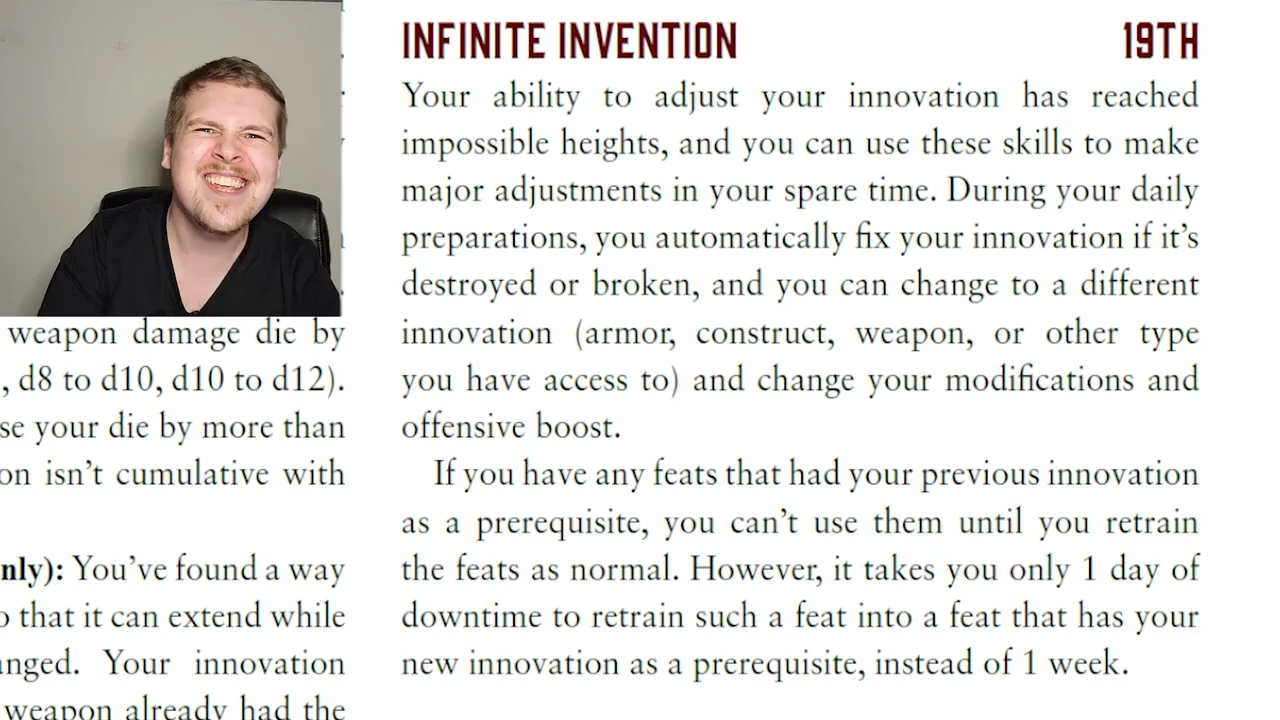 weapon damage die by
, d8 to d10, d10 to d12).
se your die by more than
on isn't cumulative with
nly): You've found a way
o that it can extend while
anged. Your innovation
weapon already had the
INFINITE INVENTION 19TH
Your ability to adjust your innovation has reached
impossible heights, and you can use these skills to make
major adjustments in your spare time. During your daily
preparations, you automatically fix your innovation if it's
destroyed or broken, and you can change to a different
innovation (armor, construct, weapon, or other type
you have access to) and change your modifications and
offensive boost.
If you have any feats that had your previous innovation
as a prerequisite, you can't use them until you retrain
the feats as normal. However, it takes you only 1 day of
downtime to retrain such a feat into a feat that has your
new innovation as a prerequisite, instead of 1 week.